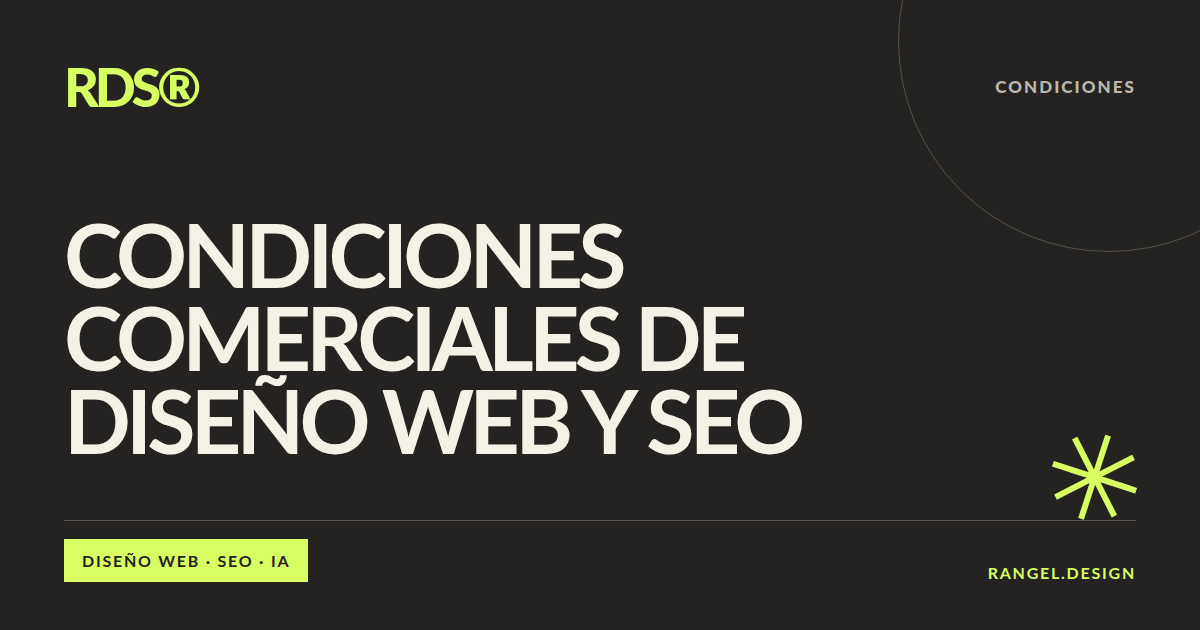 RDS®
CONDICIONES
CONDICIONES
COMERCIALES DE
DISEÑO WEB Y SEO
DISEÑO WEB · SEO · IA
RANGEL.DESIGN